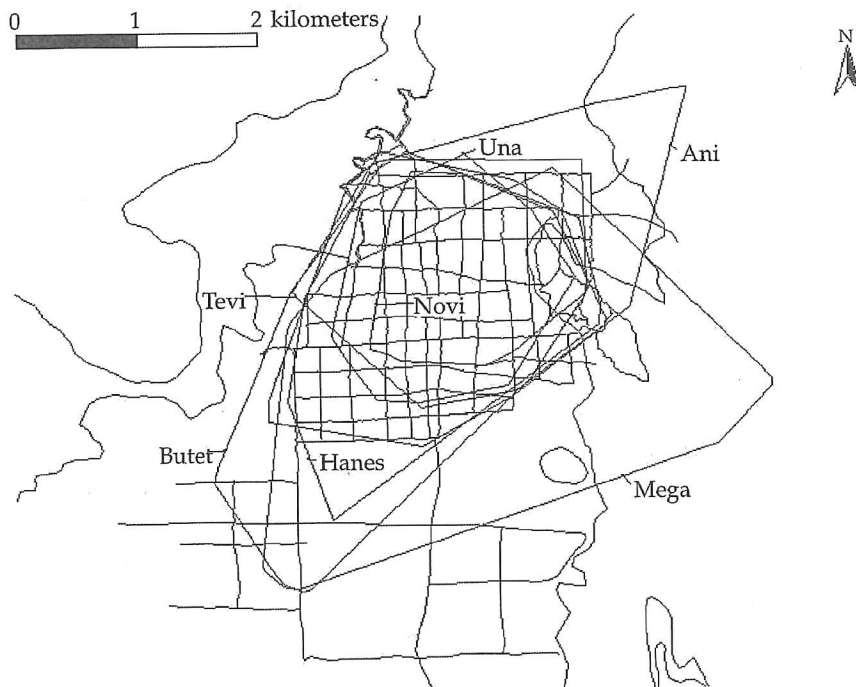 0 1 2 kilometers
N
Una
Ani
Tevi
Novi
Butet
Hanes
Mega